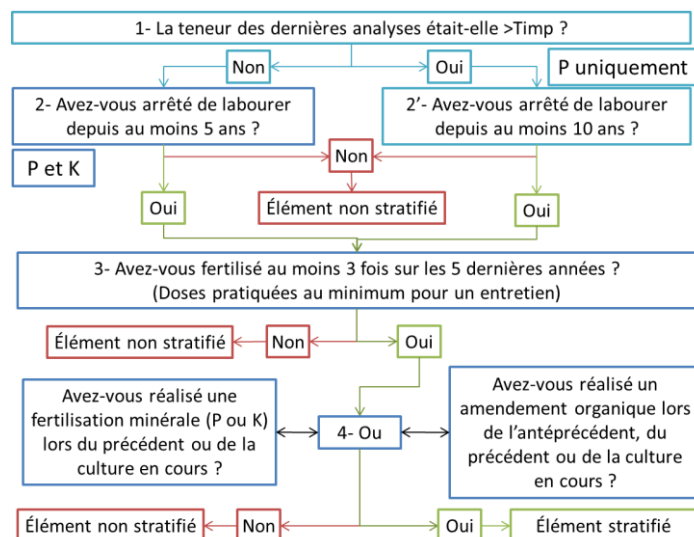 1- La teneur des dernières analyses était-elle >Timp ?
Non
Oui
P uniquement
2- Avez-vous arrêté de labourer
depuis au moins 5 ans ?
2’- Avez-vous arrêté de labourer
depuis au moins 10 ans ?
P et K
Non
Oui
Élément non stratifié
Oui
3- Avez-vous fertilisé au moins 3 fois sur les 5 dernières années ?
(Doses pratiquées au minimum pour un entretien)
Élément non stratifié
Non
Oui
Avez-vous réalisé une
fertilisation minérale (P ou K)
lors du précédent ou de la
culture en cours ?
4- Ou
Avez-vous réalisé un
amendement organique lors
de l’antéprécédent, du
précédent ou de la culture
en cours ?
Élément non stratifié
Non
Oui
Élément stratifié